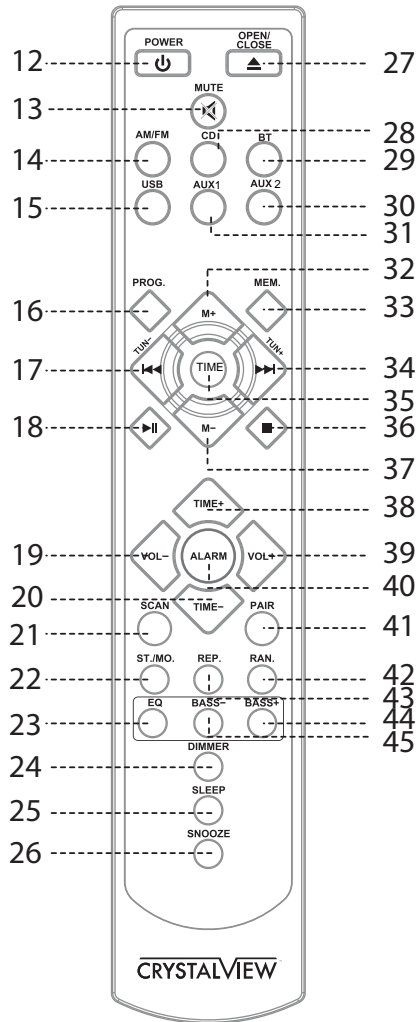 POWER
OPEN/
CLOSE
12
27
MUTE
13
28
AM/FM
CD
BT
14
29
USB
AUX1
AUX 2
15
30
31
32
PROG.
M+
MEM.
16
33
TUN-
TUN+
17
TIME
34
35
18
M-
36
37
TIME+
38
19
VOL-
ALARM
VOL+
39
40
20
TIME-
SCAN
PAIR
21
41
ST./MO.
REP.
RAN.
22
42
43
EQ
BASS-
BASS+
23
44
45
DIMMER
24
SLEEP
25
SNOOZE
26
CRYSTALVIEW